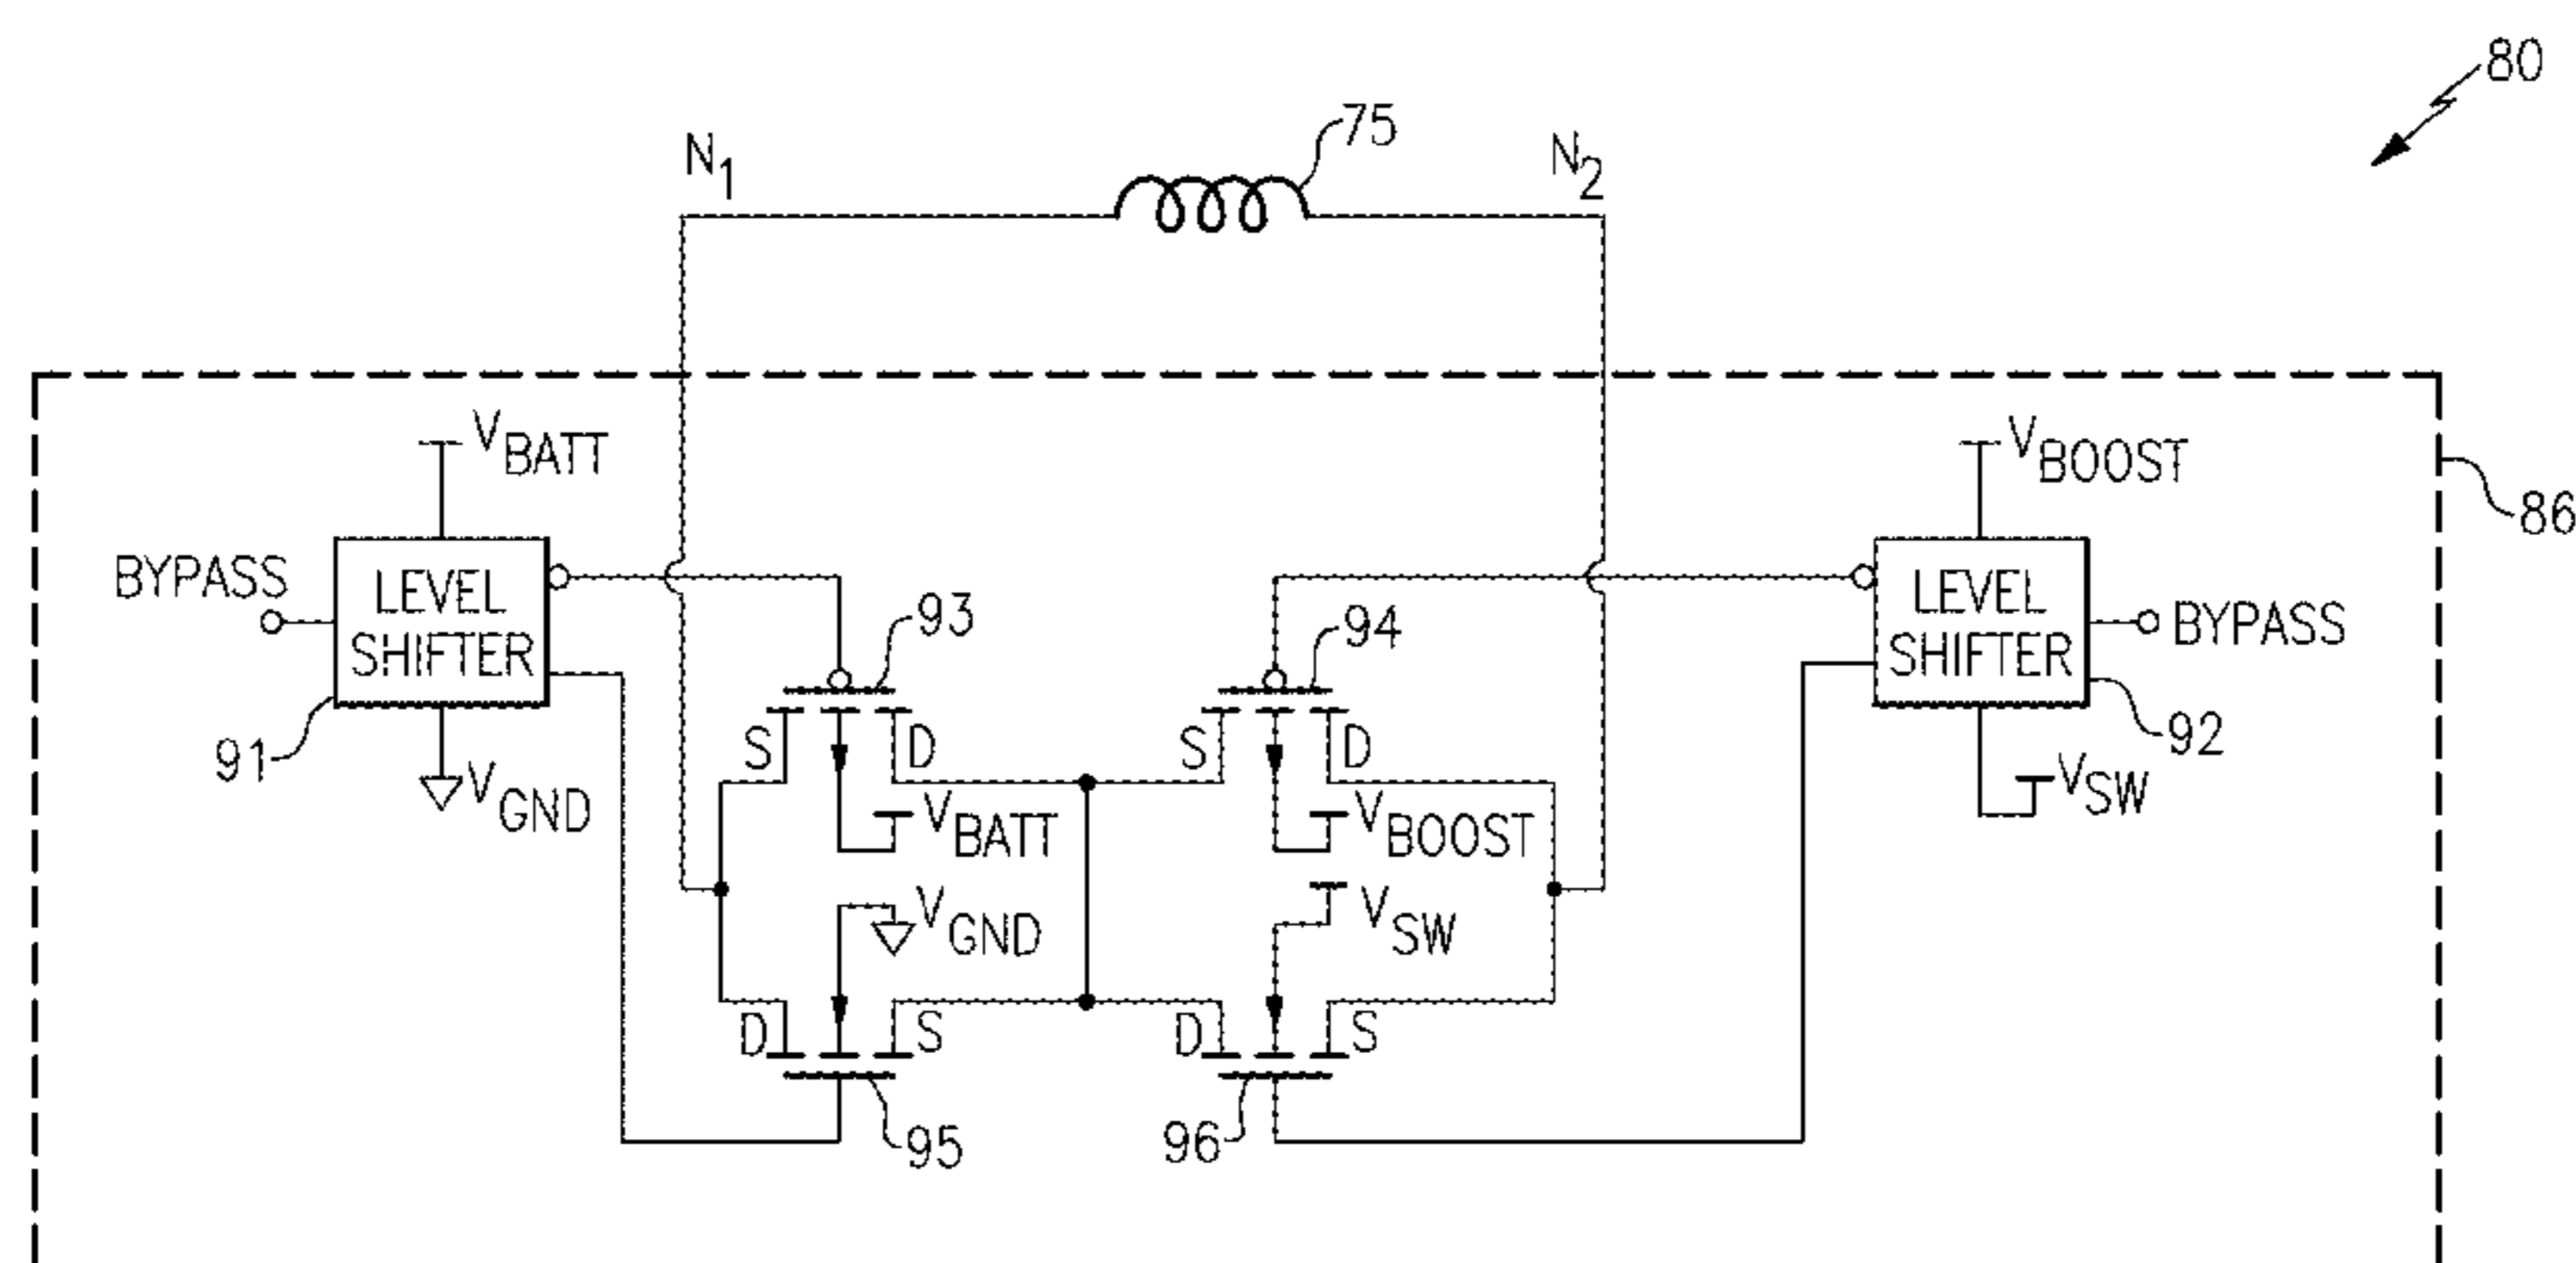 80
75
N1
N2
VBATT
VBOOST
86
BYPASS
LEVEL
SHIFTER
93
94
LEVEL
SHIFTER
BYPASS
91
S
D
S
D
92
VGND
VBATT
VBOOST
VSW
VGND
VSW
D
S
D
S
95
96